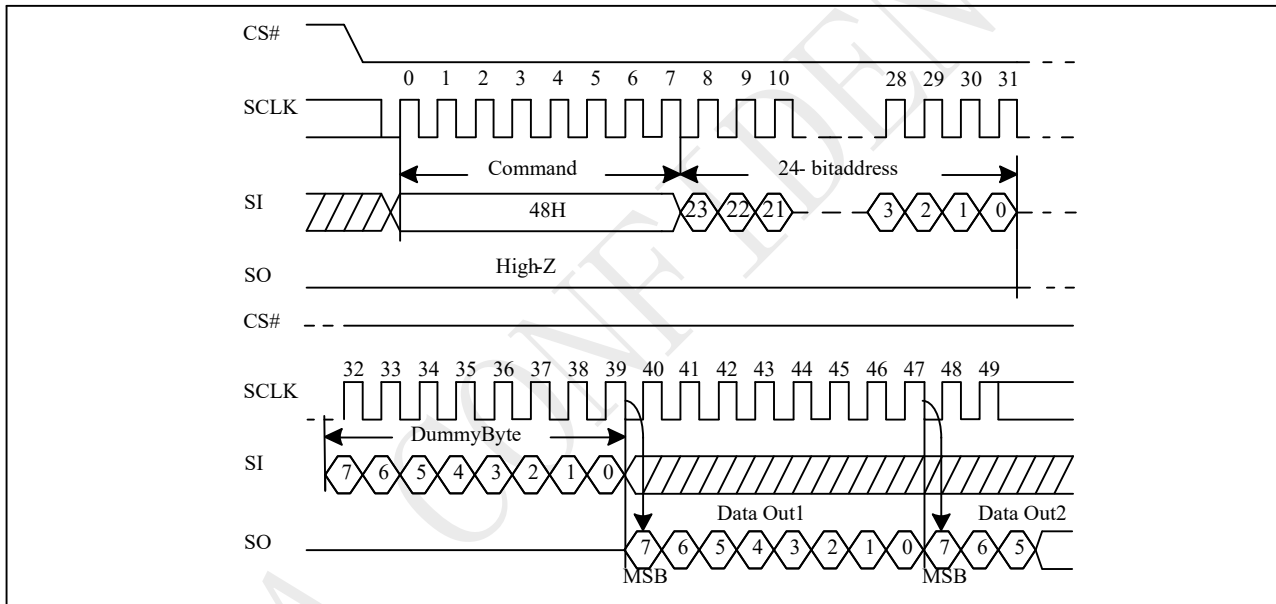 CS#
0 1 2 3 4 5 6 7 8 9 10 28 29 30 31
SCLK
Command 24- bitaddress
SI 48H 23 22 21 3 2 1 0
High-Z
SO
CS#
32 33 34 35 36 37 38 39 40 41 42 43 44 45 46 47 48 49
SCLK
DummyByte
SI 7 6 5 4 3 2 1 0
Data Out1 Data Out2
SO 7 6 5 4 3 2 1 0 7 6 5
MSB MSB